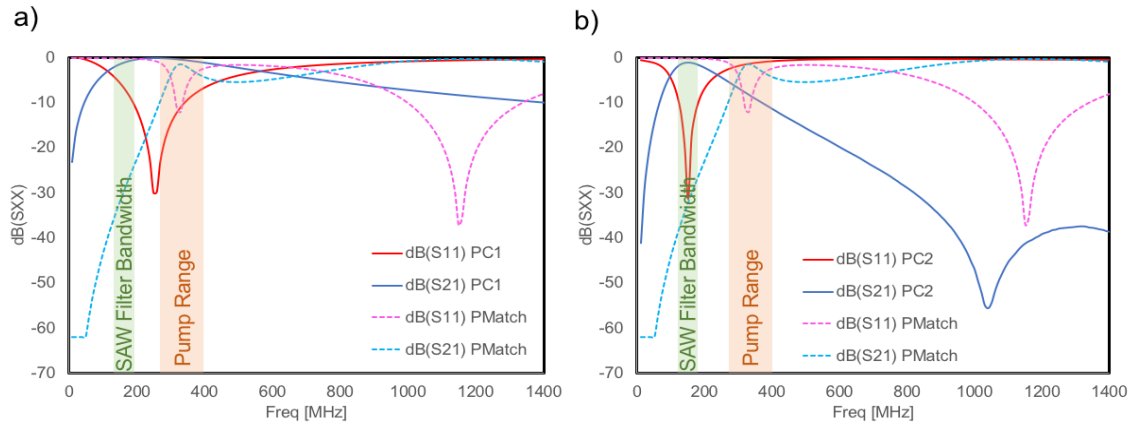 a)
0
-10
-20
-30
-40
-50
-60
-70
dB(SXX)
SAW Filter Bandwidth
Pump Range
dB(S11) PC1
dB(S21) PC1
dB(S11) PMatch
dB(S21) PMatch
0 200 400 600 800 1000 1200 1400
Freq [MHz]
b)
0
-10
-20
-30
-40
-50
-60
-70
dB(SXX)
SAW Filter Bandwidth
Pump Range
dB(S11) PC2
dB(S21) PC2
dB(S11) PMatch
dB(S21) PMatch
0 200 400 600 800 1000 1200 1400
Freq [MHz]